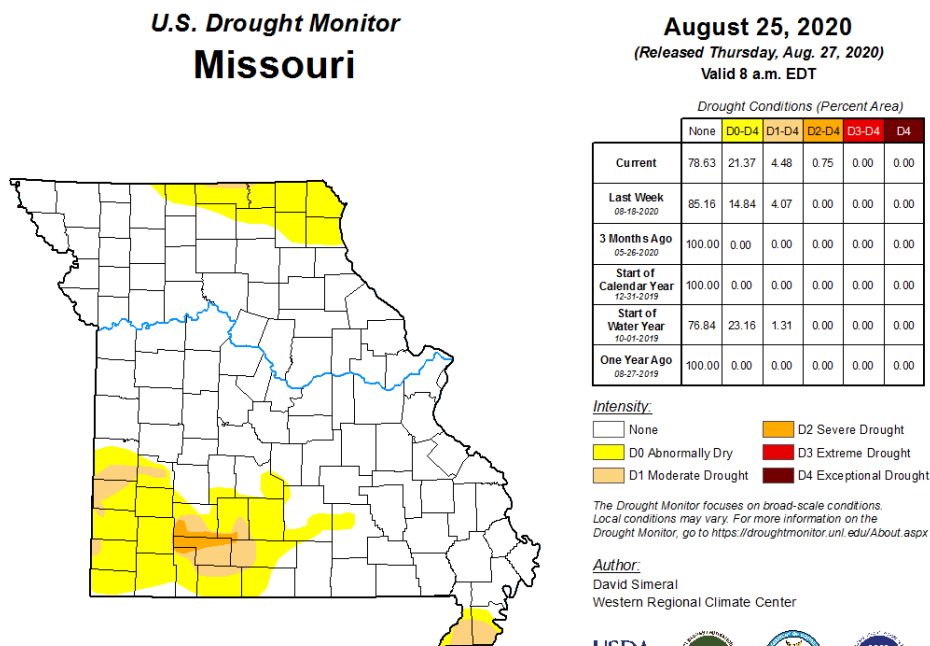 U.S. Drought Monitor
Missouri
August 25, 2020
(Released Thursday, Aug. 27, 2020)
Valid 8 a.m. EDT
Drought Conditions (Percent Area)
None D0-D4 D1-D4 D2-D4 D3-D4 D4
Current 78.63 21.37 4.48 0.75 0.00 0.00
Last Week
08-18-2020
85.16 14.84 4.07 0.00 0.00 0.00
3 Months Ago
05-26-2020
100.00 0.00 0.00 0.00 0.00 0.00
Start of
Calendar Year
12-31-2019
100.00 0.00 0.00 0.00 0.00 0.00
Start of
Water Year
10-01-2019
76.84 23.16 1.31 0.00 0.00 0.00
One Year Ago
08-27-2019
100.00 0.00 0.00 0.00 0.00 0.00
Intensity:
None
D0 Abnormally Dry
D1 Moderate Drought
D2 Severe Drought
D3 Extreme Drought
D4 Exceptional Drought
The Drought Monitor focuses on broad-scale conditions.
Local conditions may vary. For more information on the
Drought Monitor, go to https://droughtmonitor.unl.edu/About.aspx
Author:
David Simeral
Western Regional Climate Center
USDA